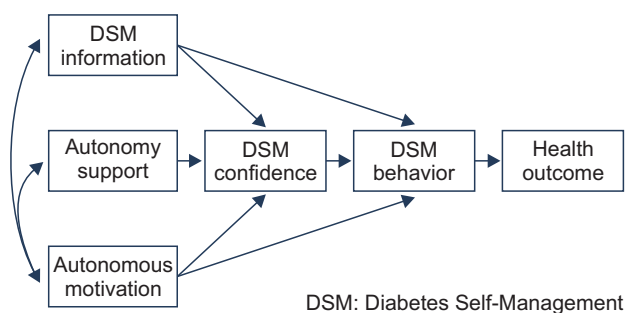 DSM
information
Autonomy
support
DSM
confidence
DSM
behavior
Health
outcome
Autonomous
motivation
DSM: Diabetes Self-Management